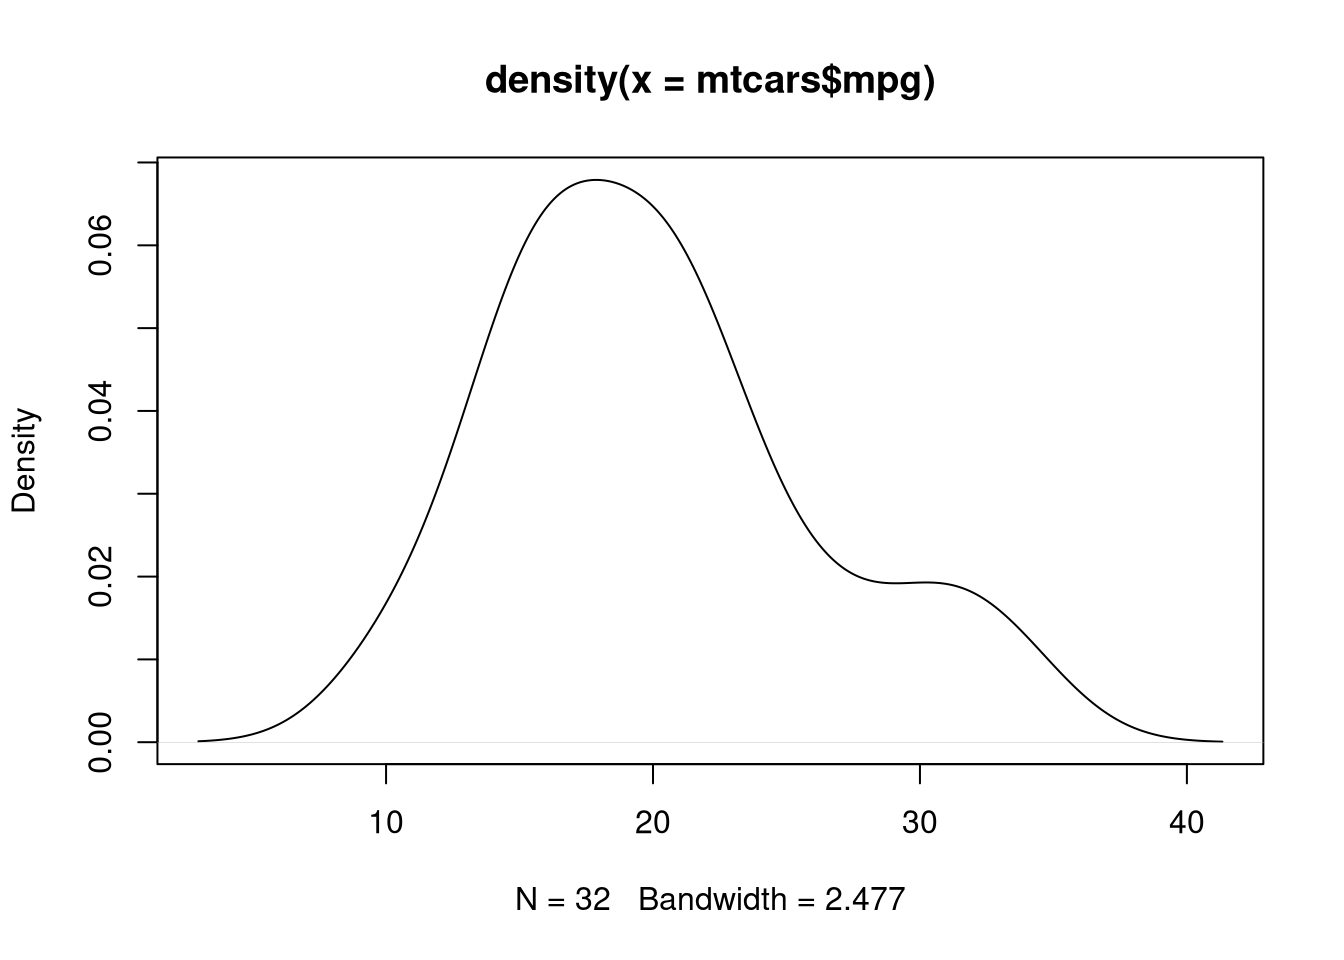 density(x = mtcars$mpg)
Density
0.06
0.04
0.02
0.00
10 20 30 40
N = 32 Bandwidth = 2.477